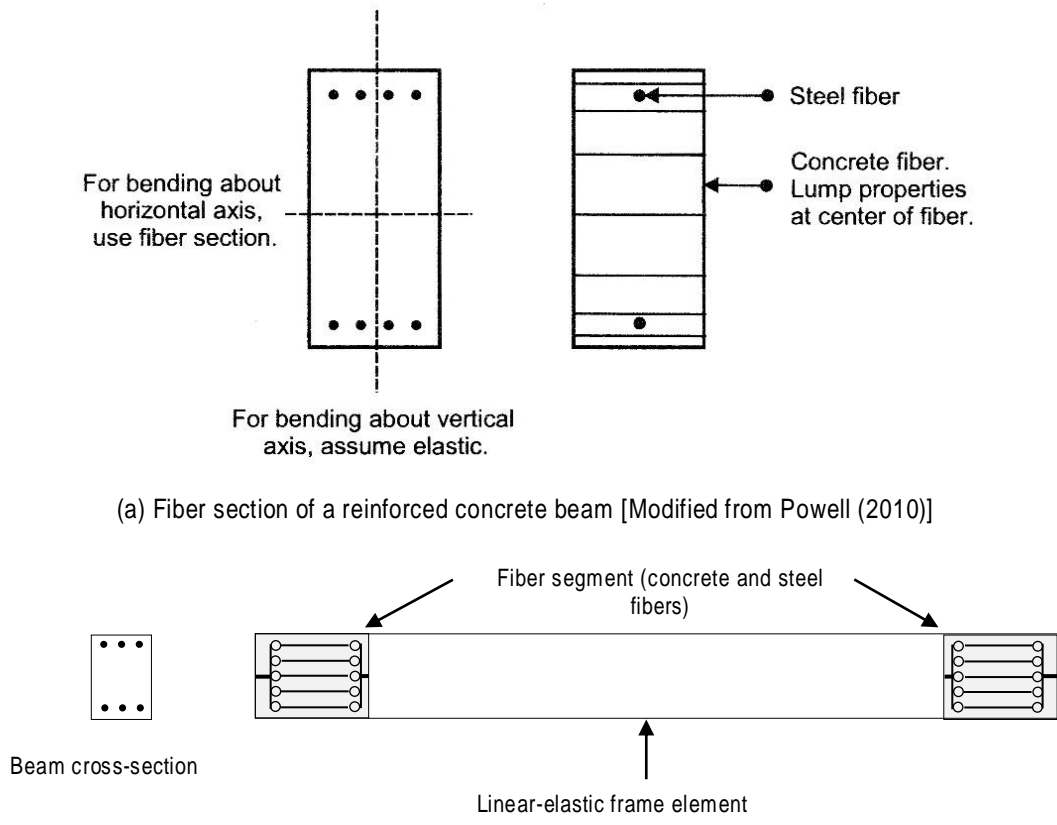 For bending about
horizontal axis,
use fiber section.
Steel fiber
Concrete fiber.
Lump properties
at center of fiber.
For bending about vertical
axis, assume elastic.
(a) Fiber section of a reinforced concrete beam [Modified from Powell (2010)]
Fiber segment (concrete and steel
fibers)
Beam cross-section
Linear-elastic frame element